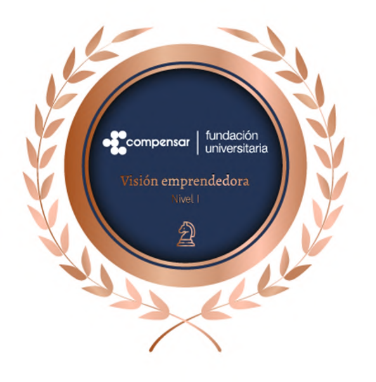 compensar
fundación
universitaria
Visión emprendedora
Nivel I